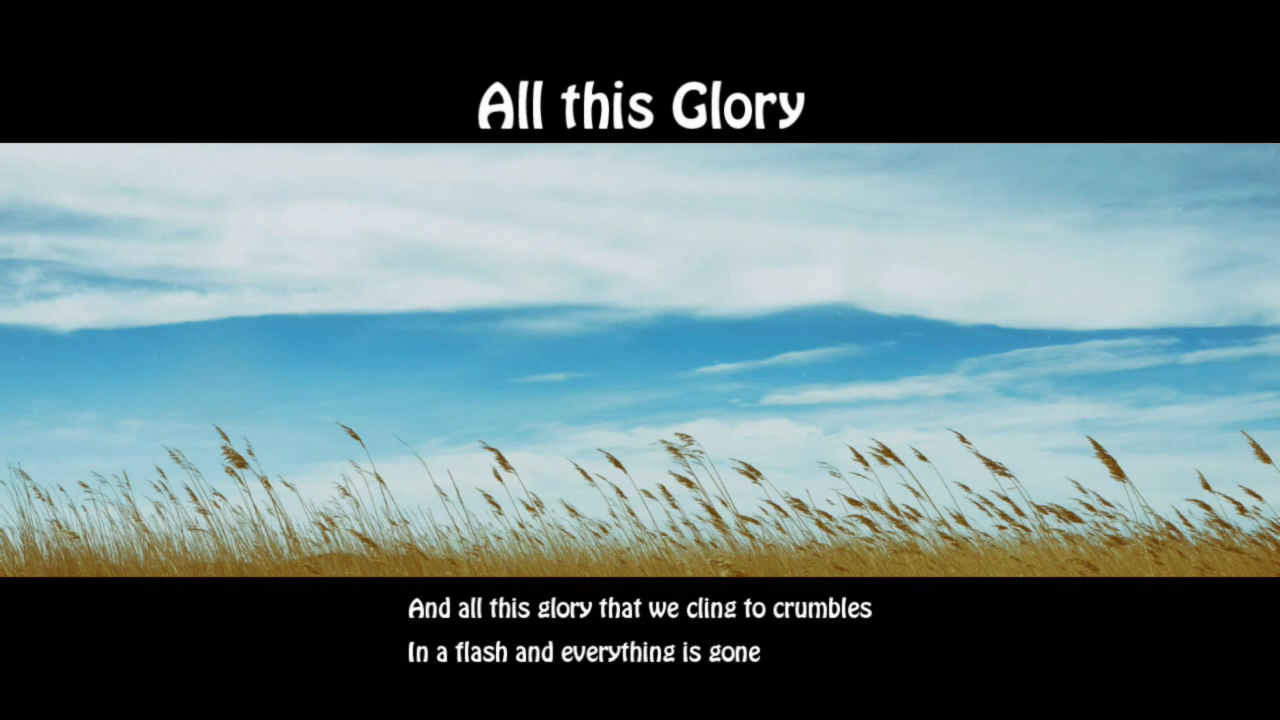 All this Glory
And all this glory that we cling to crumbles
In a flash and everything is gone